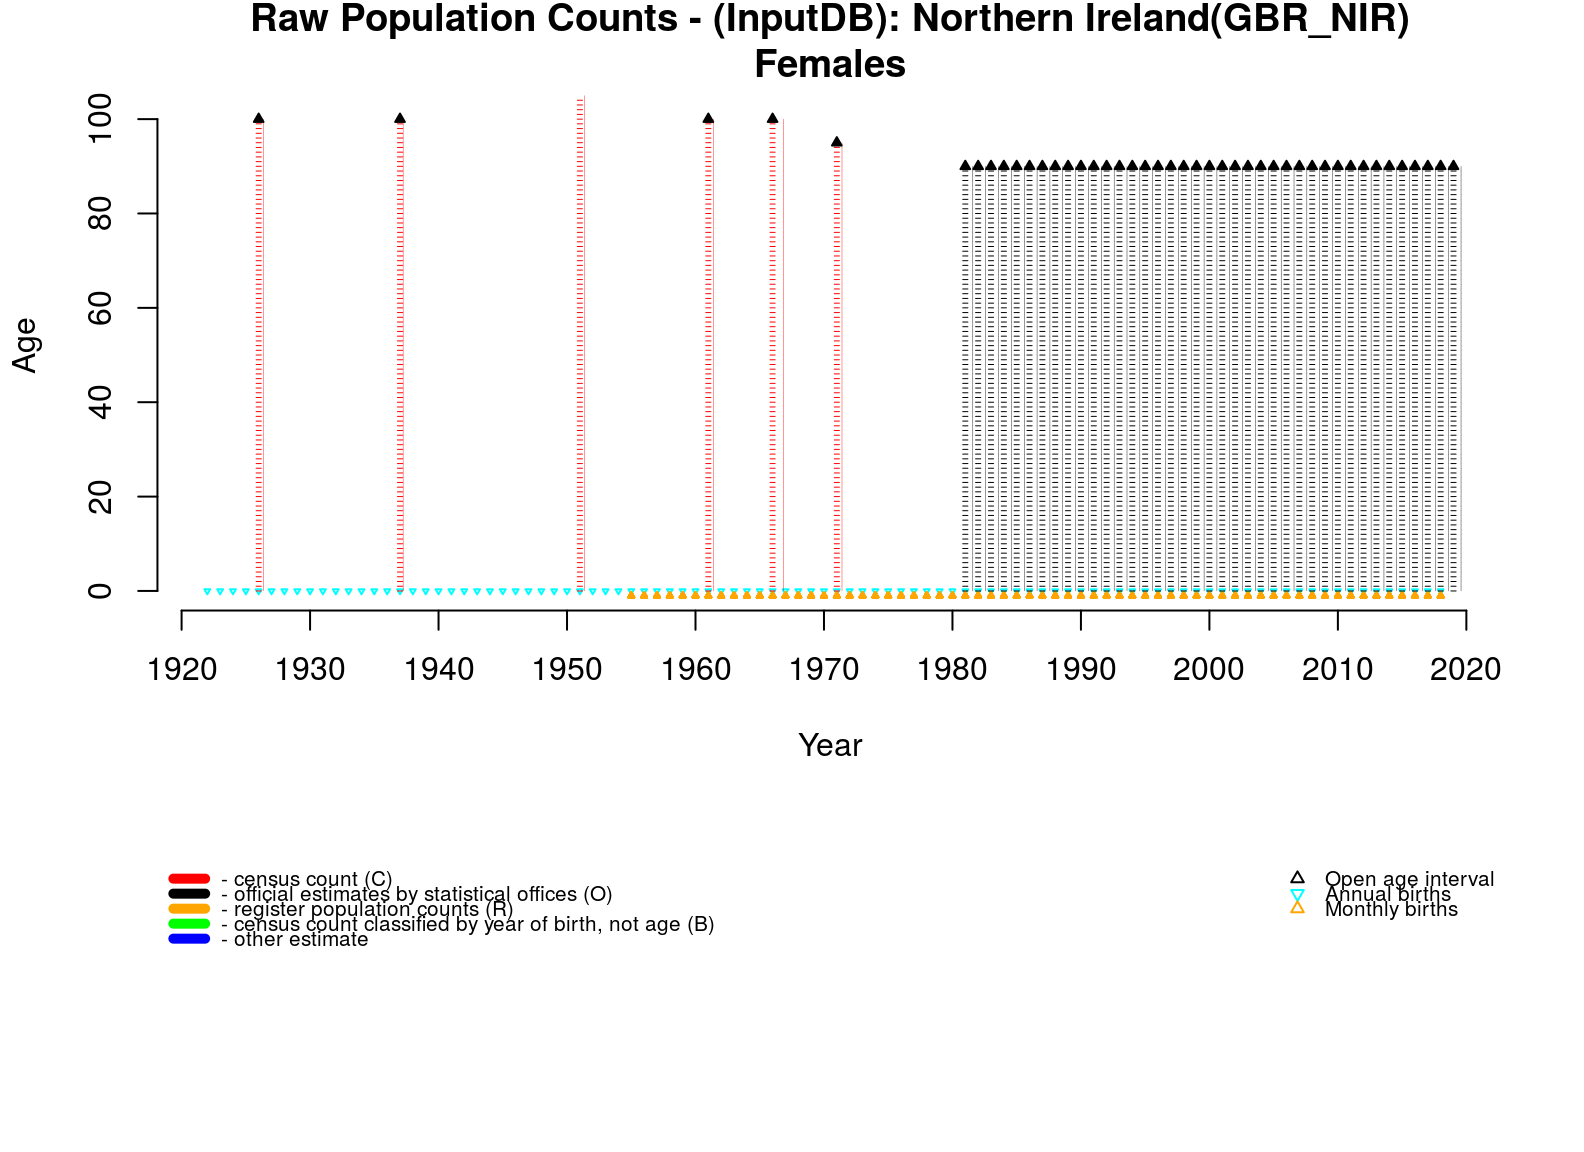 Raw Population Counts - (InputDB): Northern Ireland(GBR_NIR)
Females
Age
100
80
60
40
20
0
1920 1930 1940 1950 1960 1970 1980 1990 2000 2010 2020
Year
- census count (C)
- official estimates by statistical offices (O)
- register population counts (R)
- census count classified by year of birth, not age (B)
- other estimate
Open age interval
Annual births
Monthly births